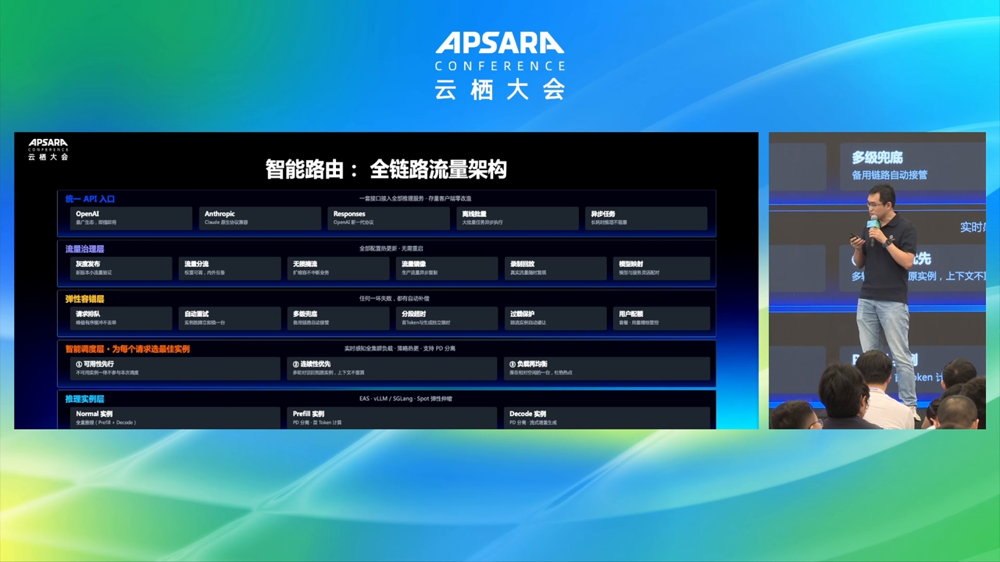 APSARA
CONFERENCE
云栖大会
APSARA
CONFERENCE
云栖大会
智能路由：全链路流量架构
统一 API 入口
一套接口接入全部推理服务 · 存量客户端零改造
OpenAI
最广生态，即插即用
Anthropic
Claude 原生协议兼容
Responses
OpenAI 新一代协议
离线批量
大批量任务异步执行
异步任务
长耗时推理不阻塞
流量治理层
全部配置热更新 · 无需重启
灰度发布
新版本小流量验证
流量分流
权重可调，内外互备
无损摘流
扩缩容不中断业务
流量镜像
生产流量异步复制
录制回放
真实流量随时复现
模型映射
模型与服务灵活配对
弹性容错层
任何一环失败，都有自动补偿
请求排队
峰值有序缓冲不丢单
自动重试
实例故障立即换一台
多级兜底
备用链路自动接管
分段超时
首Token与生成独立限时
过载保护
限流实例自动避让
用户配额
套餐 · 用量精细管控
智能调度层 · 为每个请求选最佳实例
实时感知全集群负载 · 策略热更 · 支持 PD 分离
① 可用性先行
不可用实例一律不参与本次调度
② 连续性优先
多轮对话回到原实例，上下文不重算
③ 负载再均衡
落在相对空闲的一台，杜绝热点
推理实例层
EAS · vLLM / SGLang · Spot 弹性伸缩
Normal 实例
全量推理（ Prefill + Decode ）
Prefill 实例
PD 分离 · 首 Token 计算
Decode 实例
PD 分离 · 流式增量生成
多级兜底
备用链路自动接管
实时
先
多
原实例，上下文不
例
oken 计